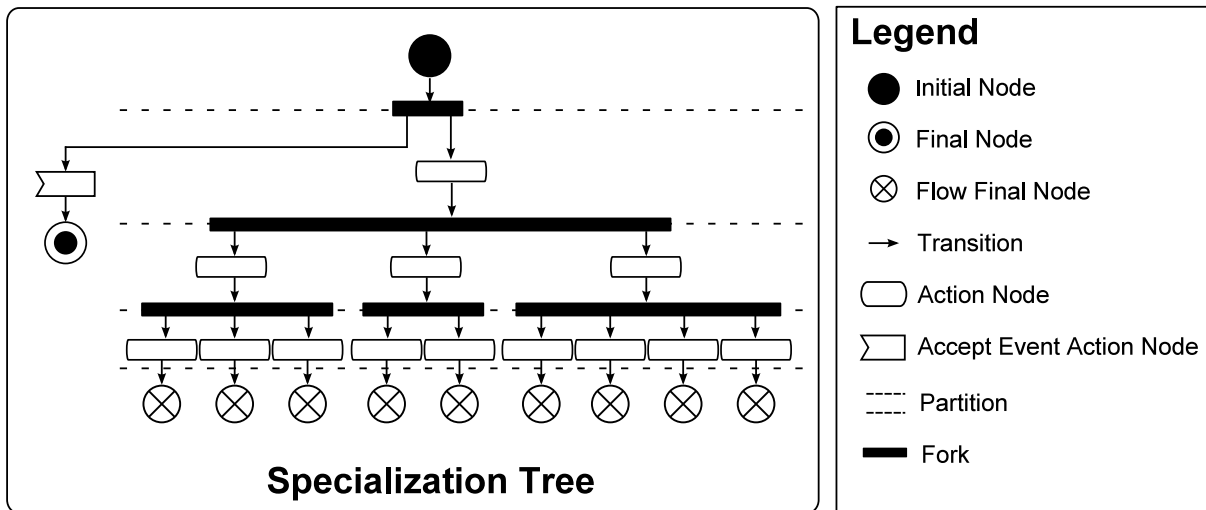 Specialization Tree
Legend
Initial Node
Final Node
Flow Final Node
Transition
Action Node
Accept Event Action Node
Partition
Fork